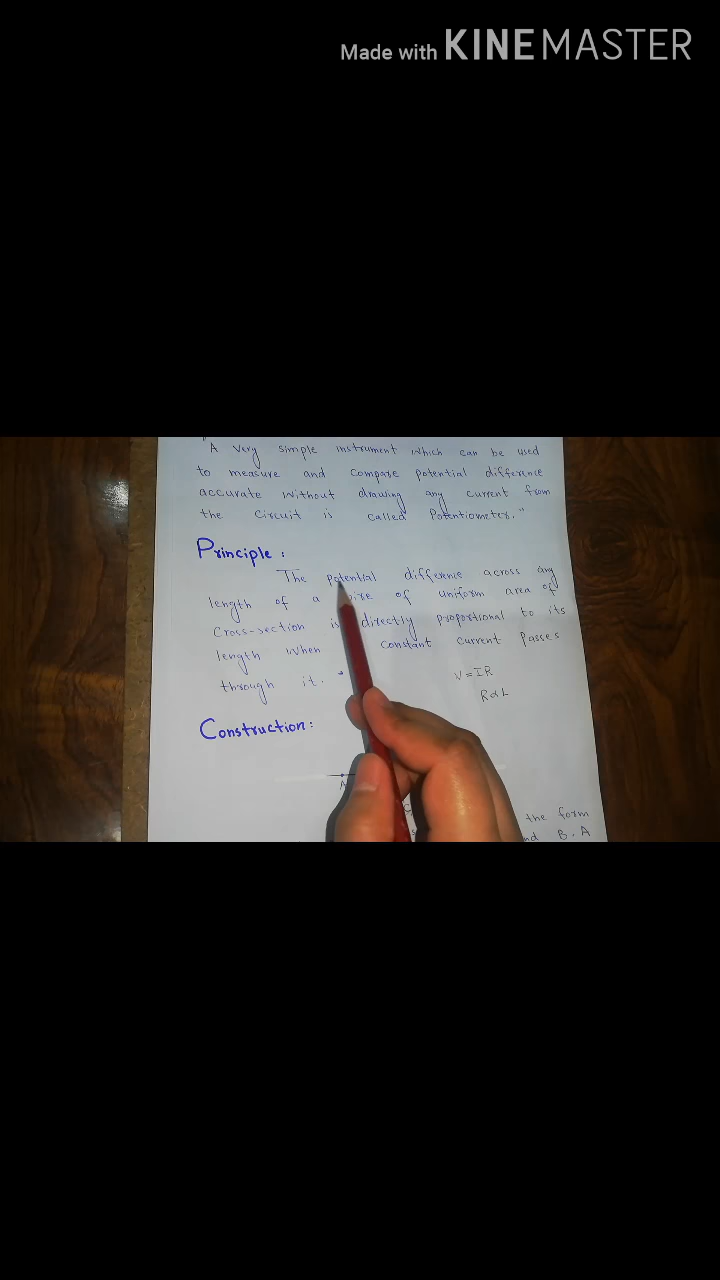 Made with KINEMASTER
"A very simple instrument which can be used
to measure and compare potential difference
accurate without drawing any current from
the circuit is called Potentiometer."
Principle:
The potential difference across any
length of a wire of uniform area of
cross-section is directly proportional to its
length when constant current passes
through it."
V=IR
R∝L
Construction:
A
the form
and B. A